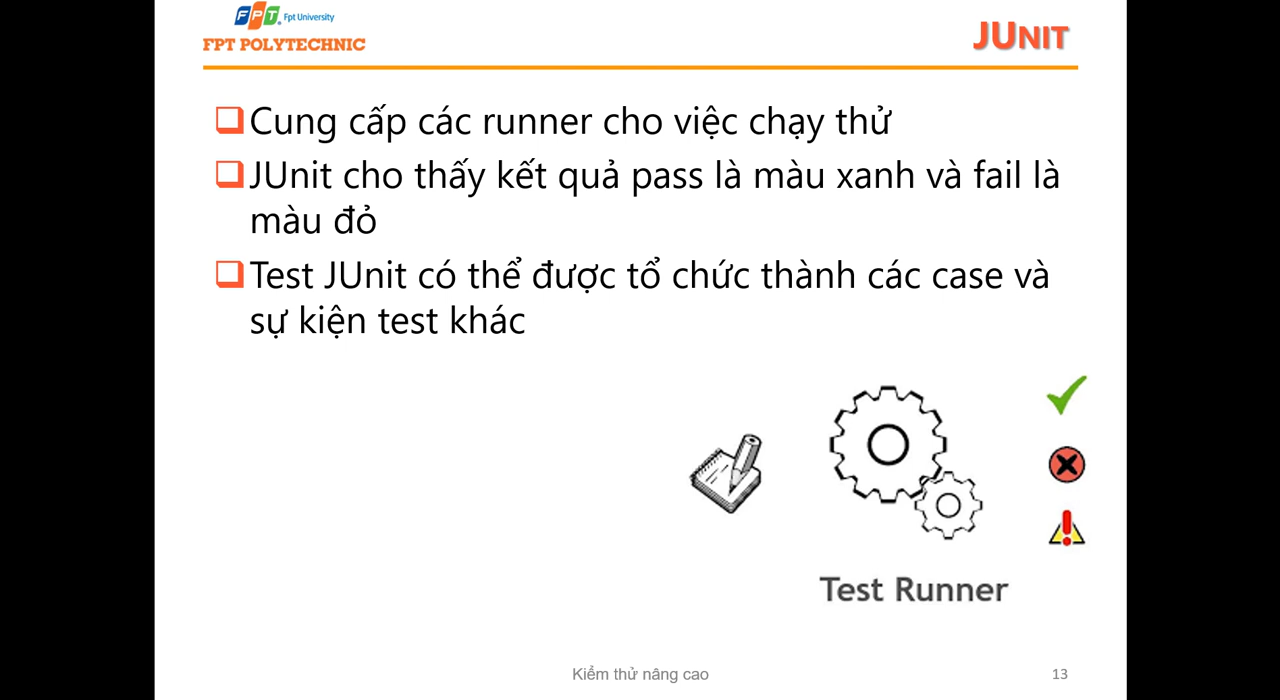 FPT Fpt University
FPT POLYTECHNIC
JUNIT
Cung cấp các runner cho việc chạy thử
JUnit cho thấy kết quả pass là màu xanh và fail là
màu đỏ
Test JUnit có thể được tổ chức thành các case và
sự kiện test khác
Test Runner
Kiểm thử nâng cao
13